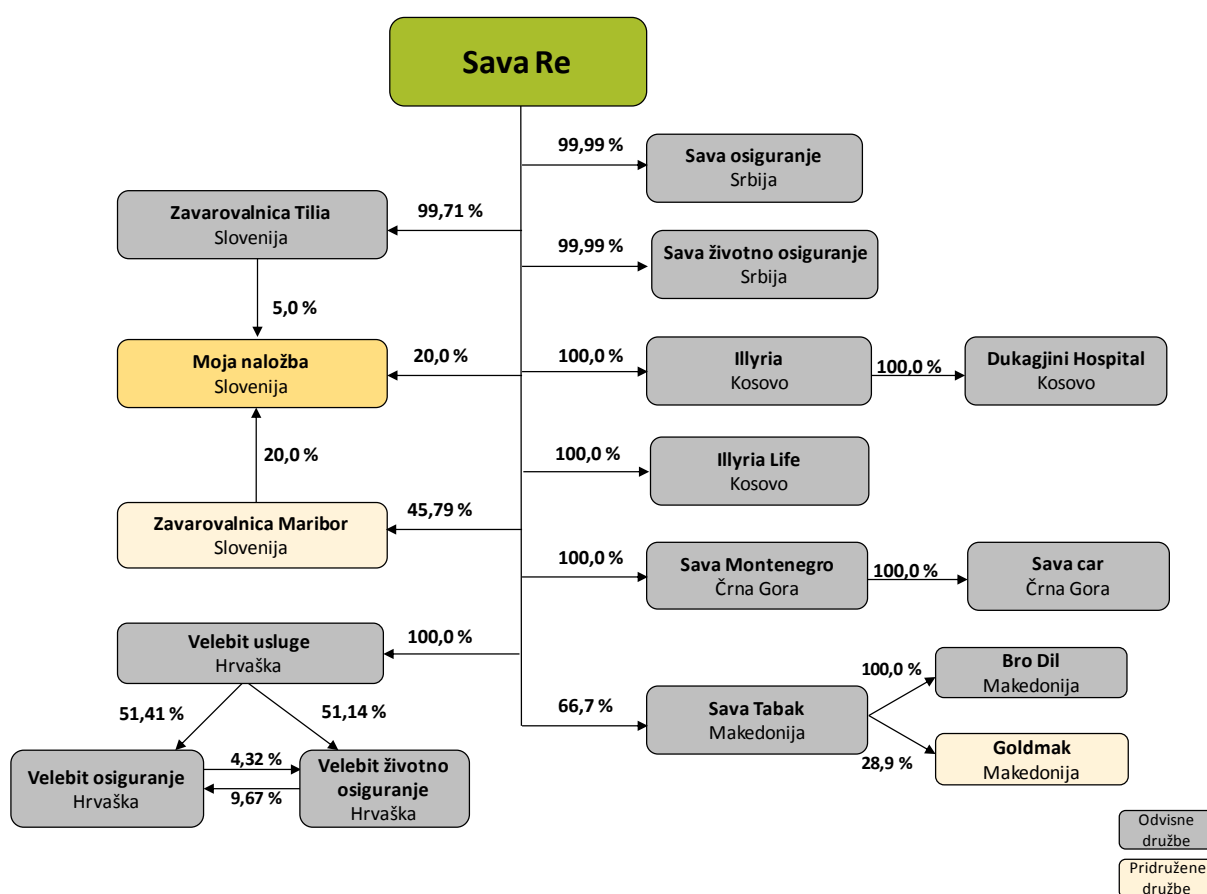 Sava Re
99,99 %
Sava osiguranje
Srbija
Zavarovalnica Tilia
Slovenija
99,71 %
99,99 %
Sava životno osiguranje
Srbija
5,0 %
Moja naložba
Slovenija
20,0 %
100,0 %
Illyria
Kosovo
100,0 %
Dukagjini Hospital
Kosovo
20,0 %
100,0 %
Illyria Life
Kosovo
Zavarovalnica Maribor
Slovenija
45,79 %
100,0 %
Sava Montenegro
Črna Gora
100,0 %
Sava car
Črna Gora
Velebit usluge
Hrvaška
100,0 %
51,41 %
51,14 %
66,7 %
Sava Tabak
Makedonija
100,0 %
Bro Dil
Makedonija
28,9 %
Goldmak
Makedonija
Velebit osiguranje
Hrvaška
4,32 %
9,67 %
Velebit životno
osiguranje
Hrvaška
Odvisne
družbe
Pridružene
družbe